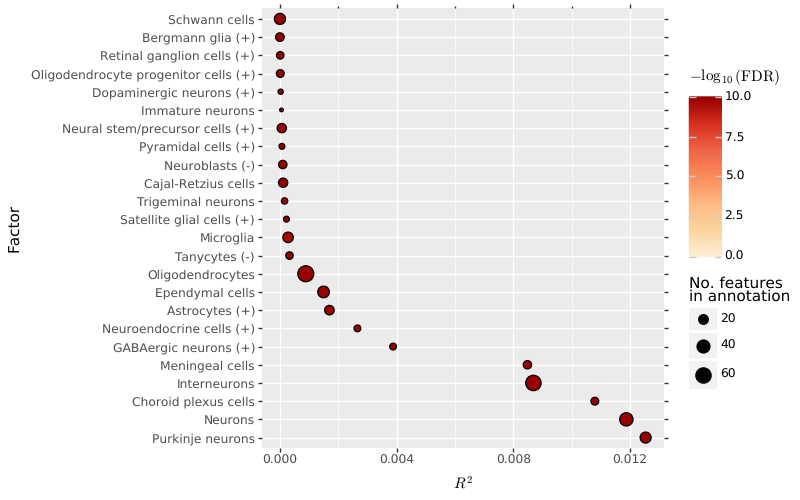 Factor
Schwann cells
Bergmann glia (+)
Retinal ganglion cells (+)
Oligodendrocyte progenitor cells (+)
Dopaminergic neurons (+)
Immature neurons
Neural stem/precursor cells (+)
Pyramidal cells (+)
Neuroblasts (-)
Cajal-Retzius cells
Trigeminal neurons
Satellite glial cells (+)
Microglia
Tanycytes (-)
Oligodendrocytes
Ependymal cells
Astrocytes (+)
Neuroendocrine cells (+)
GABAergic neurons (+)
Meningeal cells
Interneurons
Choroid plexus cells
Neurons
Purkinje neurons
0.000 0.004 0.008 0.012
R²
−log₁₀(FDR)
10.0
7.5
5.0
2.5
0.0
No. features
in annotation
20
40
60